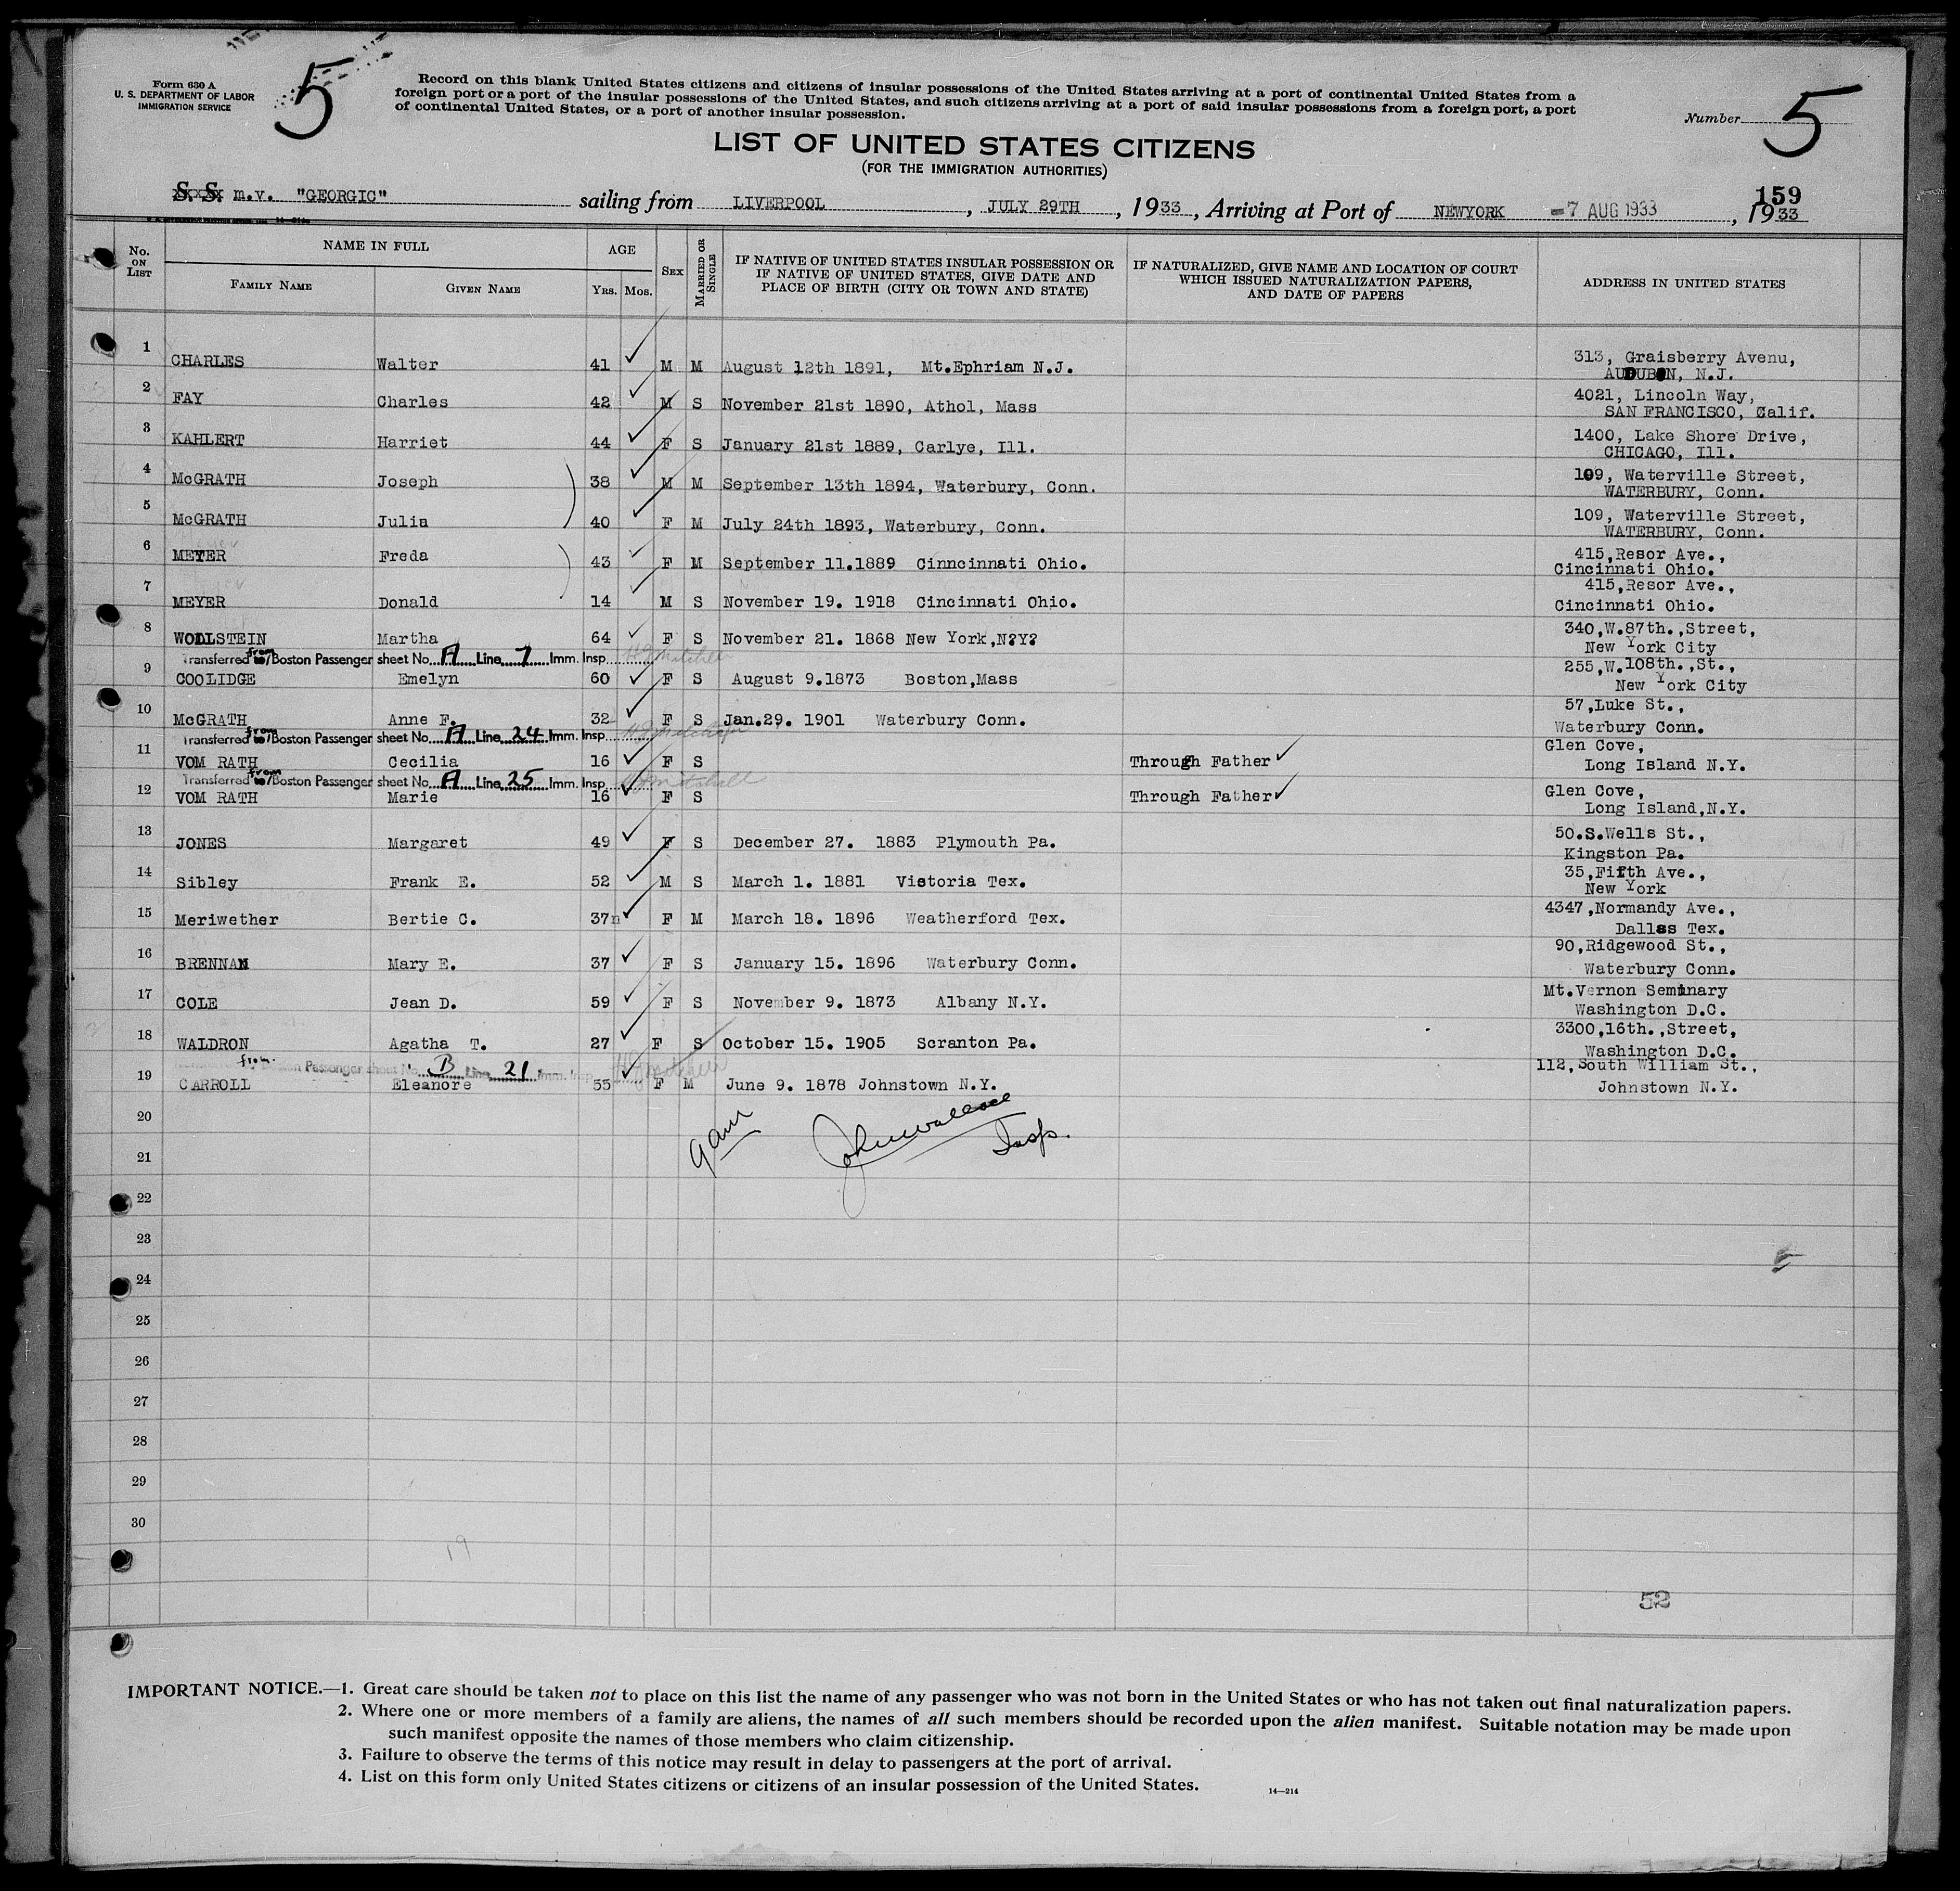 Form 630 A
U. S. DEPARTMENT OF LABOR
IMMIGRATION SERVICE
5
Record on this blank United States citizens and citizens of insular possessions of the United States arriving at a port of continental United States from a
foreign port or a port of the insular possessions of the United States, and such citizens arriving at a port of said insular possessions from a foreign port, a port
of continental United States, or a port of another insular possession.
Number 5
LIST OF UNITED STATES CITIZENS
(FOR THE IMMIGRATION AUTHORITIES)
159
S. S. m.v. "GEORGIC" sailing from LIVERPOOL, JULY 29TH, 1933, Arriving at Port of NEWYORK -7 AUG 1933, 1933
No. ON LIST NAME IN FULL FAMILY NAME GIVEN NAME AGE YRS. MOS. SEX MARRIED OR SINGLE IF NATIVE OF UNITED STATES INSULAR POSSESSION OR IF NATIVE OF UNITED STATES, GIVE DATE AND PLACE OF BIRTH (CITY OR TOWN AND STATE) IF NATURALIZED, GIVE NAME AND LOCATION OF COURT WHICH ISSUED NATURALIZATION PAPERS, AND DATE OF PAPERS ADDRESS IN UNITED STATES
1 CHARLES Walter 41 M M August 12th 1891, Mt.Ephriam N.J. 313, Graisberry Avenu,
AUDUBON, N.J.
2 FAY Charles 42 M S November 21st 1890, Athol, Mass 4021, Lincoln Way,
SAN FRANCISCO, Calif.
3 KAHLERT Harriet 44 F S January 21st 1889, Carlye, Ill. 1400, Lake Shore Drive,
CHICAGO, Ill.
4 McGRATH Joseph 38 M M September 13th 1894, Waterbury, Conn. 109, Waterville Street,
WATERBURY, Conn.
5 McGRATH Julia 40 F M July 24th 1893, Waterbury, Conn. 109, Waterville Street,
WATERBURY, Conn.
6 MEYER Freda 43 F M September 11.1889 Cinncinnati Ohio. 415,Resor Ave.,
Cincinnati Ohio.
7 MEYER Donald 14 M S November 19. 1918 Cincinnati Ohio. 415,Resor Ave.,
Cincinnati Ohio.
8 WOLLSTEIN Martha 64 F S November 21. 1868 New York,N?Y? 340,W.87th.,Street,
New York City
Transferred to from / Boston Passenger sheet No. A Line 7 Imm. Insp. H J Mitchell
9 COOLIDGE Emelyn 60 F S August 9.1873 Boston,Mass 255,W.108th.,St.,
New York City
10 McGRATH Anne F. 32 F S Jan.29. 1901 Waterbury Conn. 57,Luke St.,
Waterbury Conn.
Transferred to from / Boston Passenger sheet No. A Line 24 Imm. Insp. H J Mitchell
11 VOM RATH Cecilia 16 F S Through Father Glen Cove,
Long Island N.Y.
Transferred to from / Boston Passenger sheet No. A Line 25 Imm. Insp. H J Mitchell
12 VOM RATH Marie 16 F S Through Father Glen Cove,
Long Island,N.Y.
13 JONES Margaret 49 F S December 27. 1883 Plymouth Pa. 50.S.Wells St.,
Kingston Pa.
14 Sibley Frank E. 52 M S March 1. 1881 Victoria Tex. 35,Fifth Ave.,
New York
15 Meriwether Bertie C. 37n F M March 18. 1896 Weatherford Tex. 4347,Normandy Ave.,
Dallas Tex.
16 BRENNAN Mary E. 37 F S January 15. 1896 Waterbury Conn. 90,Ridgewood St.,
Waterbury Conn.
17 COLE Jean D. 59 F S November 9. 1873 Albany N.Y. Mt.Vernon Seminary
Washington D.C.
18 WALDRON Agatha T. 27 F S October 15. 1905 Scranton Pa. 3300,16th.,Street,
Washington D.C.
from Passenger sheet No. B Line 21 Imm. Insp. H J Mitchell
19 CARROLL Eleanore 55 F M June 9. 1878 Johnstown N.Y. 112,South William St.,
Johnstown N.Y.
20
John Wallace
Insp.
21
22
23
24
25
26
27
28
29
30
19
52
IMPORTANT NOTICE.—1. Great care should be taken not to place on this list the name of any passenger who was not born in the United States or who has not taken out final naturalization papers.
2. Where one or more members of a family are aliens, the names of all such members should be recorded upon the alien manifest. Suitable notation may be made upon
such manifest opposite the names of those members who claim citizenship.
3. Failure to observe the terms of this notice may result in delay to passengers at the port of arrival.
4. List on this form only United States citizens or citizens of an insular possession of the United States.
14—214